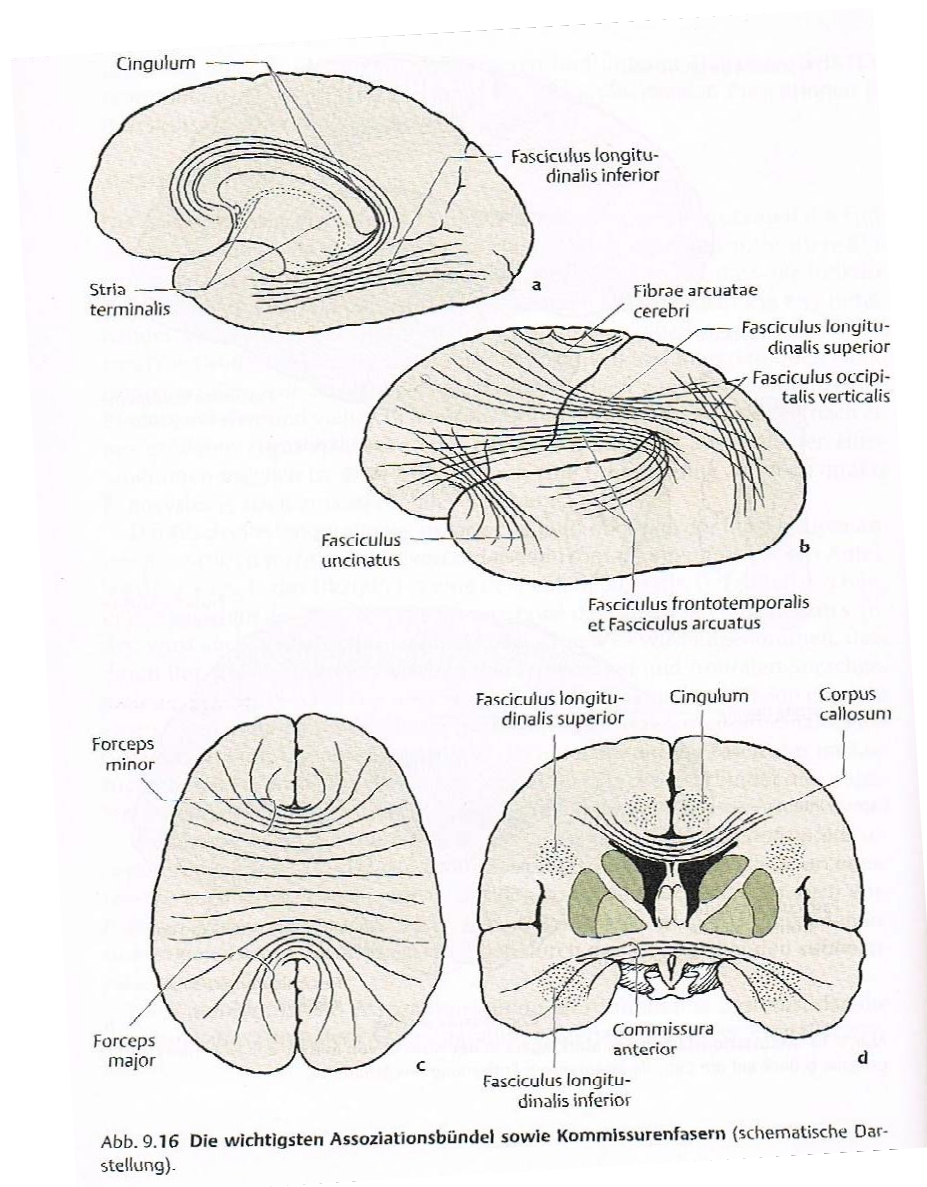 Cingulum
Fasciculus longitu-
dinalis inferior
Stria
terminalis
a
Fibrae arcuatae
cerebri
Fasciculus longitu-
dinalis superior
Fasciculus occipi-
talis verticalis
Fasciculus
uncinatus
b
Fasciculus frontotemporalis
et Fasciculus arcuatus
Forceps
minor
Forceps
major
c
Fasciculus longitu-
dinalis superior
Cingulum
Corpus
callosum
Commissura
anterior
d
Fasciculus longitu-
dinalis inferior
Abb. 9.16 Die wichtigsten Assoziationsbündel sowie Kommissurenfasern (schematische Dar-
stellung).